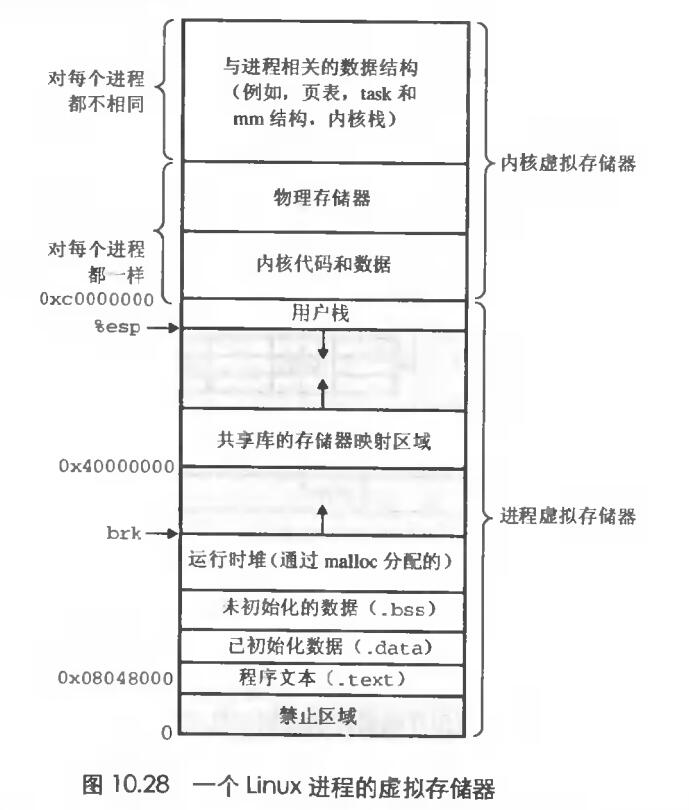 与进程相关的数据结构
（例如，页表，task 和
mm 结构，内核栈）
对每个进程
都不相同
内核虚拟存储器
物理存储器
对每个进程
都一样
内核代码和数据
0xc0000000
用户栈
%esp
共享库的存储器映射区域
0x40000000
进程虚拟存储器
brk
运行时堆（通过 malloc 分配的）
未初始化的数据（.bss）
已初始化数据（.data）
0x08048000
程序文本（.text）
禁止区域
0
图 10.28 一个 Linux 进程的虚拟存储器